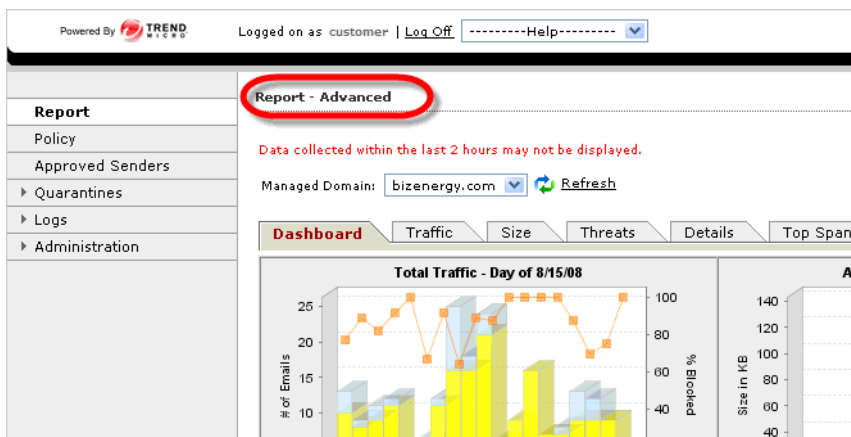 Powered By TREND MICRO
Logged on as customer | Log Off ---------Help---------
Report - Advanced
Report
Policy
Approved Senders
Quarantines
Logs
Administration
Data collected within the last 2 hours may not be displayed.
Managed Domain: bizenergy.com Refresh
Dashboard Traffic Size Threats Details Top Span
Total Traffic - Day of 8/15/08
A
25
20
15
10
# of Emails
100
80
60
40
% Blocked
140
120
100
80
60
40
Size in KB